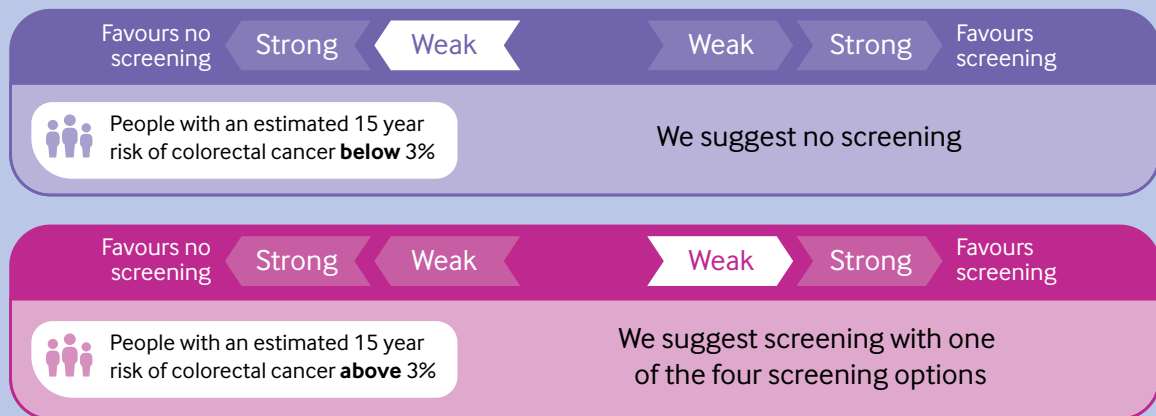 Favours no
screening
Strong
Weak
Weak
Strong
Favours
screening
People with an estimated 15 year
risk of colorectal cancer below 3%
We suggest no screening
Favours no
screening
Strong
Weak
Weak
Strong
Favours
screening
People with an estimated 15 year
risk of colorectal cancer above 3%
We suggest screening with one
of the four screening options